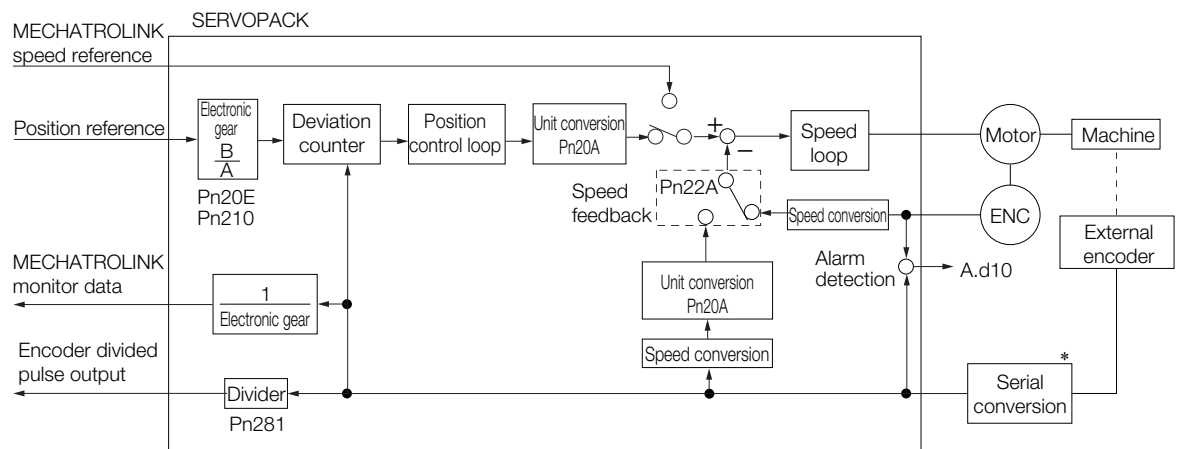 SERVOPACK
MECHATROLINK
speed reference
Position reference
Electronic
gear
B
A
Pn20E
Pn210
Deviation
counter
Position
control loop
Unit conversion
Pn20A
+
−
Speed
loop
Motor
Machine
Speed
feedback
Pn22A
Speed conversion
ENC
External
encoder
Alarm
detection
A.d10
MECHATROLINK
monitor data
1
Electronic gear
Unit conversion
Pn20A
Speed conversion
Encoder divided
pulse output
Divider
Pn281
*
Serial
conversion